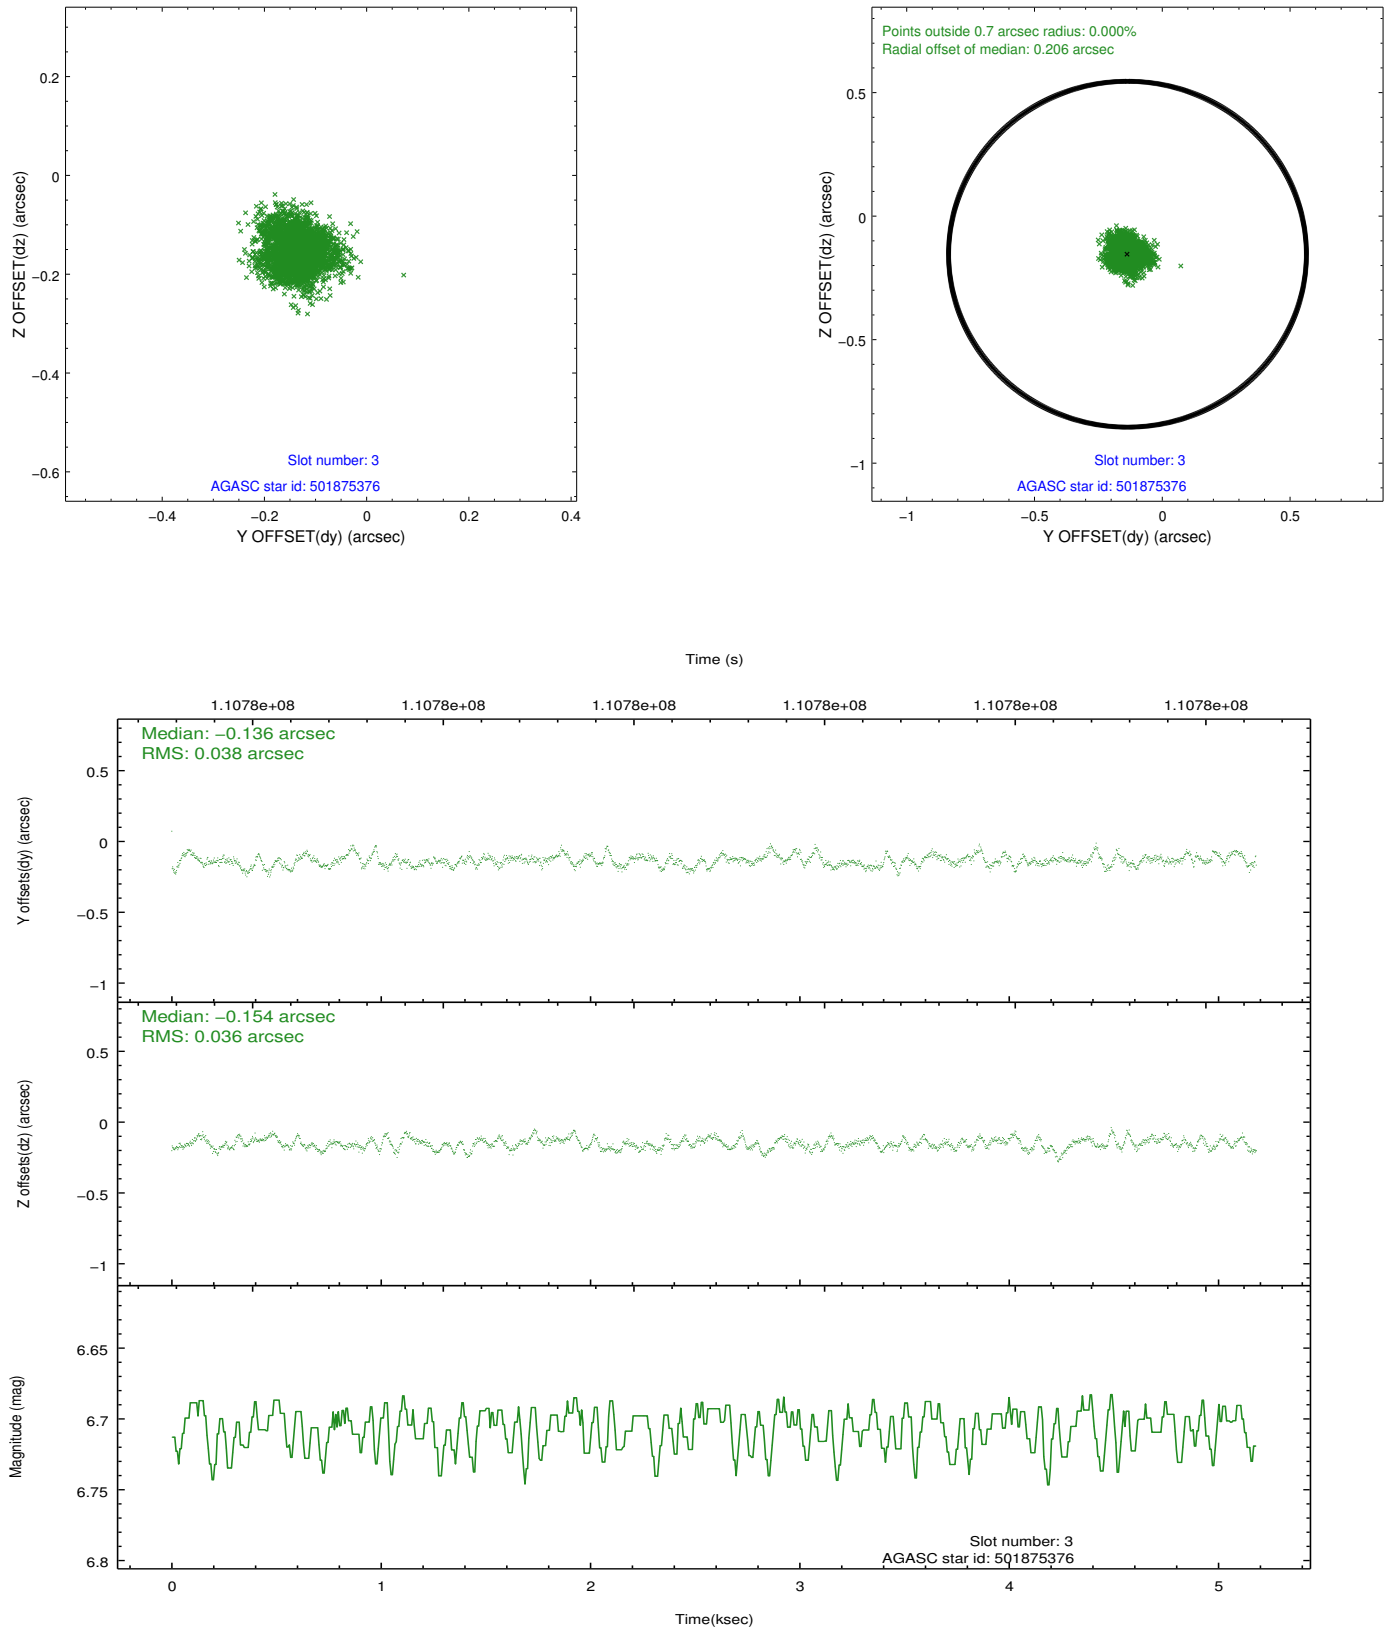 0.2
0
−0.2
−0.4
−0.6
Z OFFSET(dz) (arcsec)
Slot number: 3
AGASC star id: 501875376
−0.4 −0.2 0 0.2 0.4
Y OFFSET(dy) (arcsec)
Points outside 0.7 arcsec radius: 0.000%
Radial offset of median: 0.206 arcsec
0.5
0
−0.5
−1
Z OFFSET(dz) (arcsec)
Slot number: 3
AGASC star id: 501875376
−1 −0.5 0 0.5
Y OFFSET(dy) (arcsec)
Time (s)
1.1078e+08 1.1078e+08 1.1078e+08 1.1078e+08 1.1078e+08 1.1078e+08
Median: −0.136 arcsec
RMS: 0.038 arcsec
0.5
0
−0.5
−1
Y offsets(dy) (arcsec)
Median: −0.154 arcsec
RMS: 0.036 arcsec
0.5
0
−0.5
−1
Z offsets(dz) (arcsec)
6.65
6.7
6.75
6.8
Magnitude (mag)
Slot number: 3
AGASC star id: 501875376
0 1 2 3 4 5
Time(ksec)